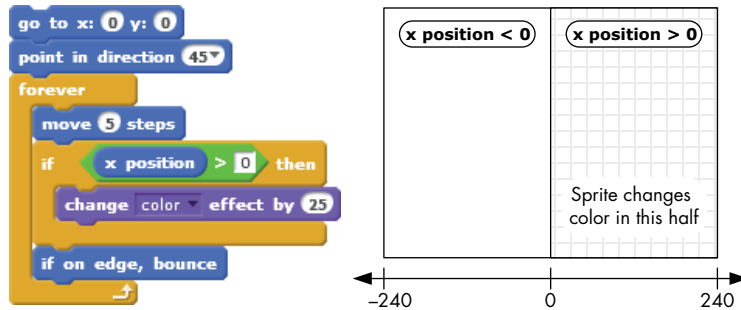 go to x: 0 y: 0
point in direction 45
forever
move 5 steps
if x position > 0 then
change color effect by 25
if on edge, bounce
x position < 0
x position > 0
Sprite changes
color in this half
–240
0
240